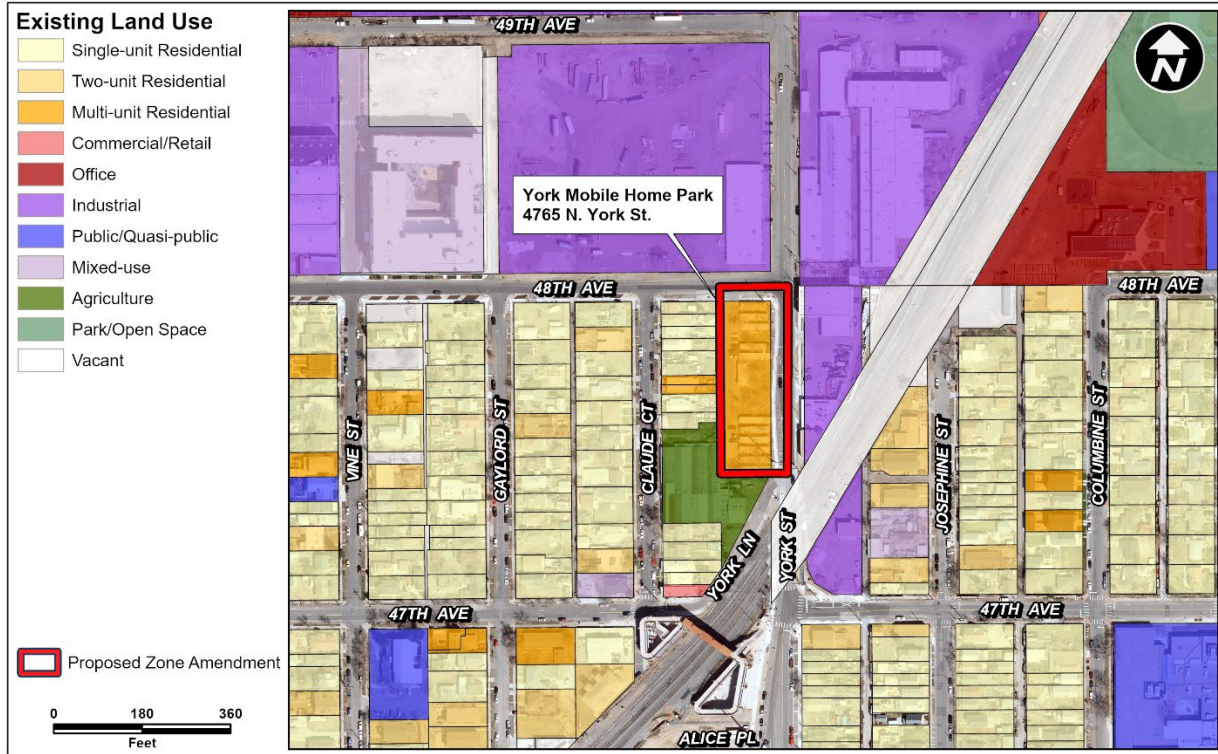 Existing Land Use
Single-unit Residential
Two-unit Residential
Multi-unit Residential
Commercial/Retail
Office
Industrial
Public/Quasi-public
Mixed-use
Agriculture
Park/Open Space
Vacant
Proposed Zone Amendment
0 180 360
Feet
49TH AVE
N
York Mobile Home Park
4765 N. York St.
48TH AVE
48TH AVE
VINE ST
GAYLORD ST
CLAUDE CT
YORK LN
YORK ST
JOSEPHINE ST
COLUMBINE ST
47TH AVE
47TH AVE
ALICE PL